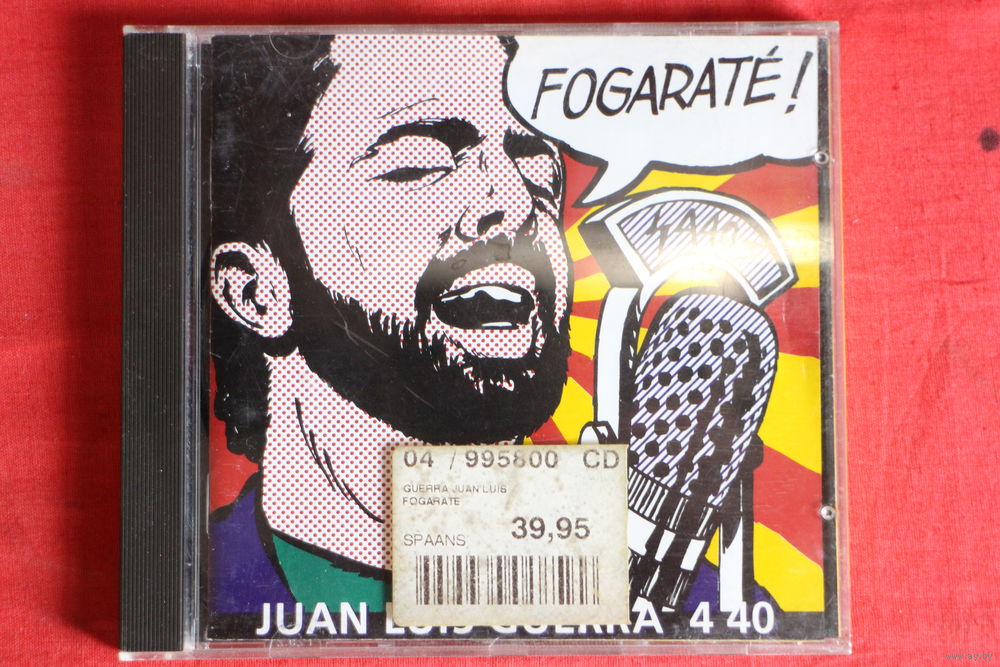 FOGARATÉ!
04 / 995800 CD
GUERRA JUAN LUIS
FOGARATE
39,95
SPAANS
JUAN LUIS GUERRA 4 40